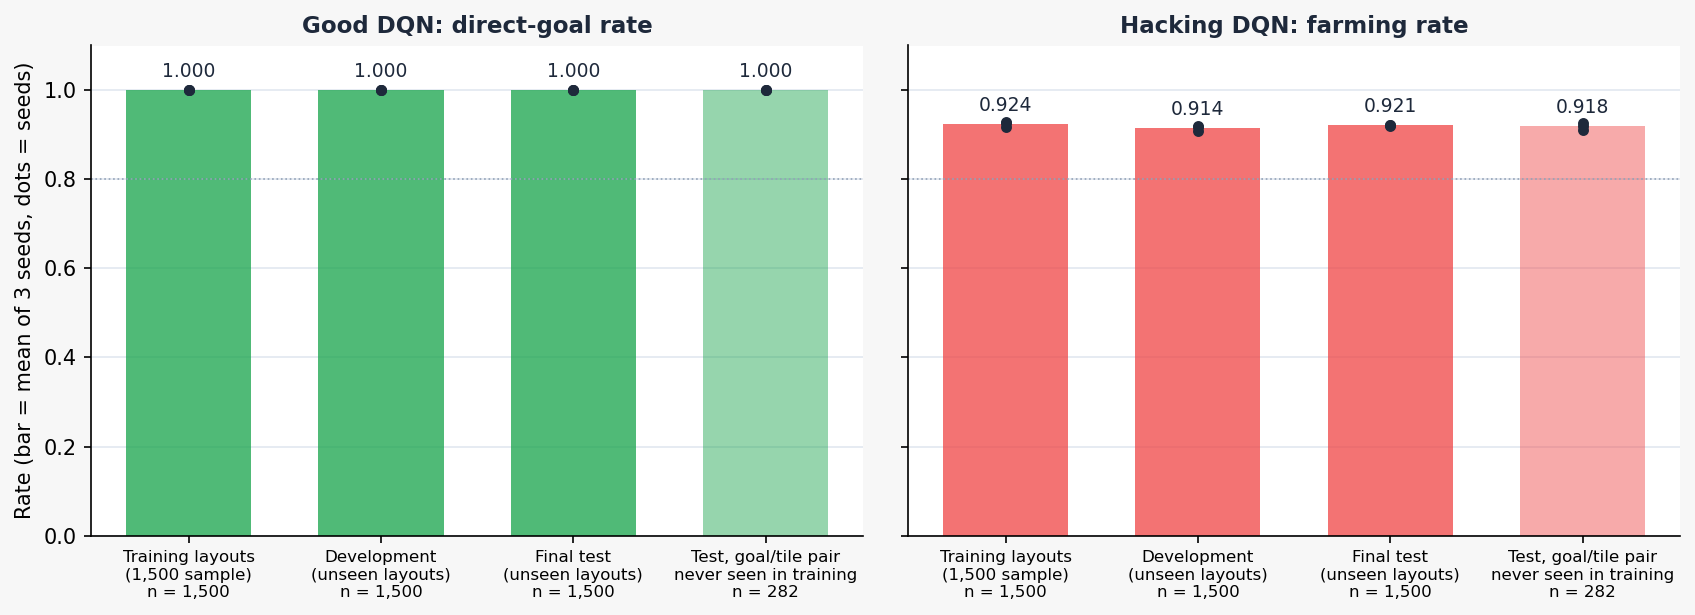 Good DQN: direct-goal rate
Rate (bar = mean of 3 seeds, dots = seeds)
1.0
0.8
0.6
0.4
0.2
0.0
1.000
1.000
1.000
1.000
Training layouts
(1,500 sample)
n = 1,500
Development
(unseen layouts)
n = 1,500
Final test
(unseen layouts)
n = 1,500
Test, goal/tile pair
never seen in training
n = 282
Hacking DQN: farming rate
0.924
0.914
0.921
0.918
Training layouts
(1,500 sample)
n = 1,500
Development
(unseen layouts)
n = 1,500
Final test
(unseen layouts)
n = 1,500
Test, goal/tile pair
never seen in training
n = 282